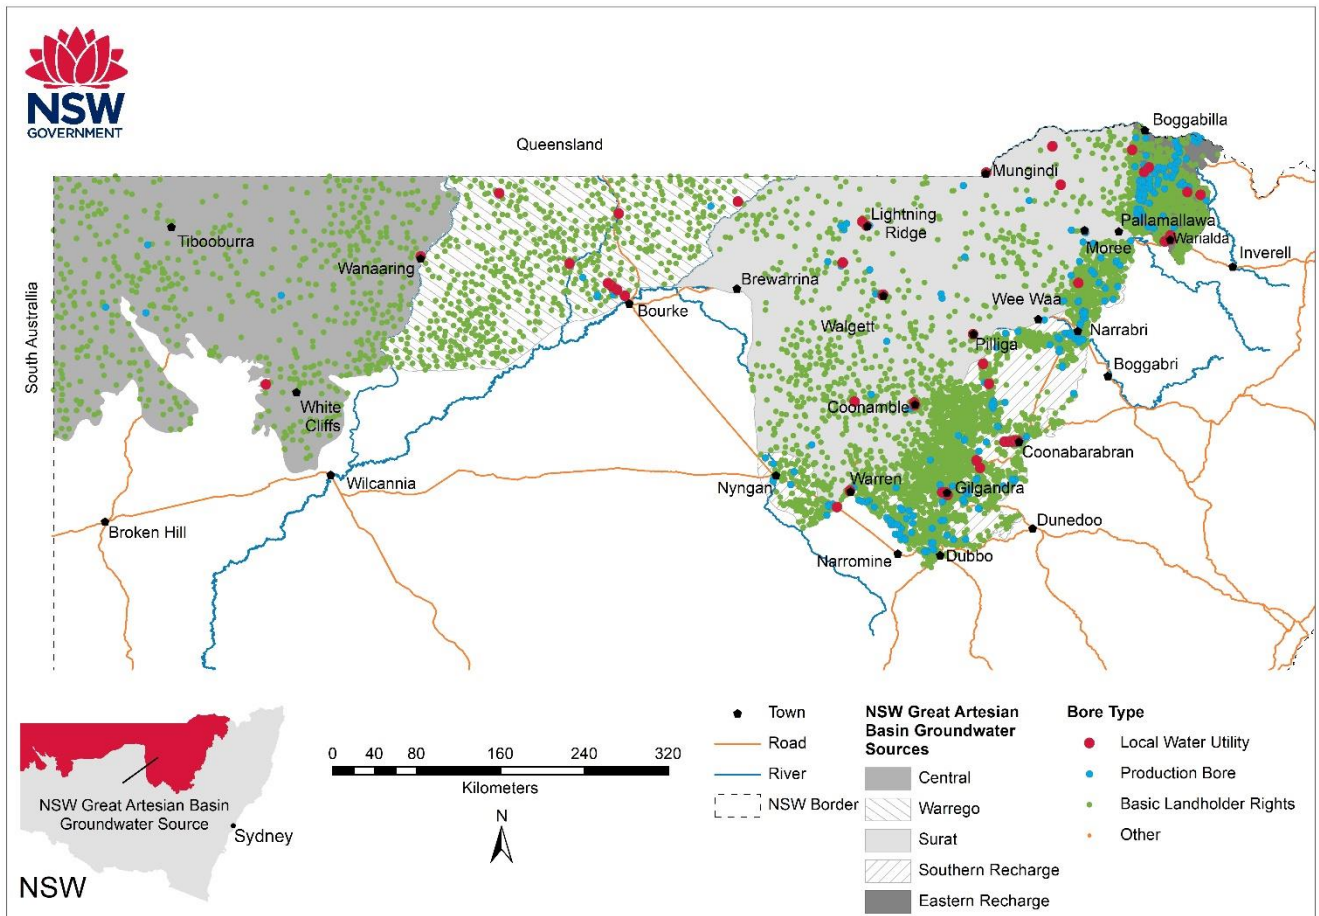 NSW
GOVERNMENT
Queensland
South Australlia
Boggabilla
Mungindi
Tibooburra
Lightning
Ridge
Pallamallawa
Moree
Warialda
Inverell
Wanaaring
Brewarrina
Bourke
Wee Waa
Walgett
Narrabri
Pilliga
Boggabri
White
Cliffs
Coonamble
Coonabarabran
Wilcannia
Nyngan
Warren
Gilgandra
Broken Hill
Dunedoo
Narromine
Dubbo
NSW Great Artesian Basin
Groundwater Source
Sydney
NSW
0 40 80 160 240 320
Kilometers
N
Town
Road
River
NSW Border
NSW Great Artesian
Basin Groundwater
Sources
Central
Warrego
Surat
Southern Recharge
Eastern Recharge
Bore Type
Local Water Utility
Production Bore
Basic Landholder Rights
Other